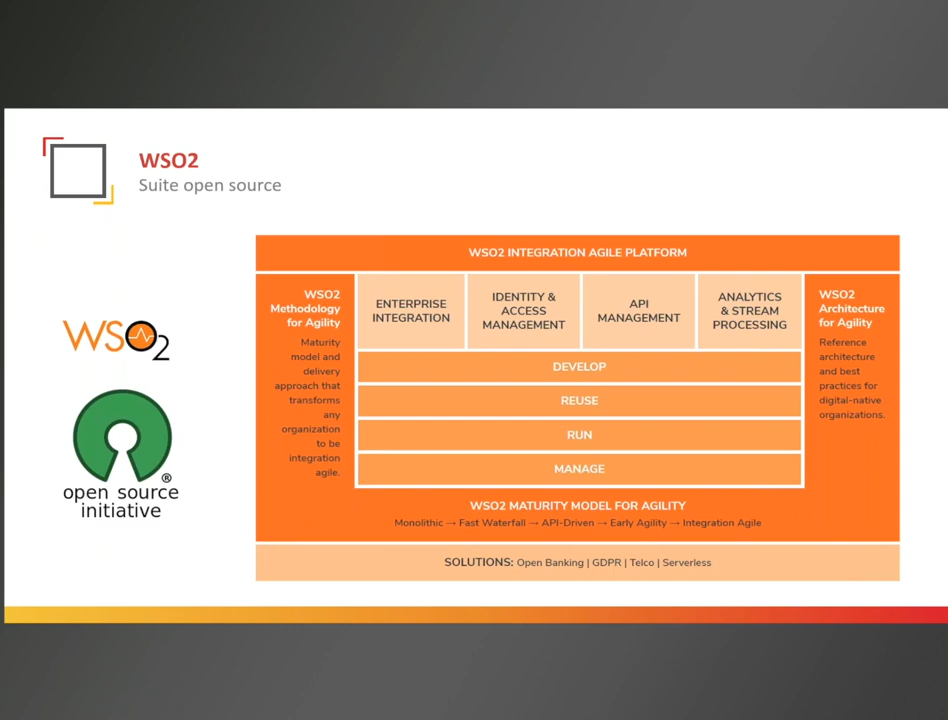 WSO2
Suite open source
WSO2
open source
initiative
®
WSO2 INTEGRATION AGILE PLATFORM
WSO2
Methodology
for Agility
Maturity
model and
delivery
approach that
transforms
any
organization
to be
integration
agile.
ENTERPRISE
INTEGRATION
IDENTITY &
ACCESS
MANAGEMENT
API
MANAGEMENT
ANALYTICS
& STREAM
PROCESSING
DEVELOP
REUSE
RUN
MANAGE
WSO2
Architecture
for Agility
Reference
architecture
and best
practices for
digital-native
organizations.
WSO2 MATURITY MODEL FOR AGILITY
Monolithic → Fast Waterfall → API-Driven → Early Agility → Integration Agile
SOLUTIONS: Open Banking | GDPR | Telco | Serverless